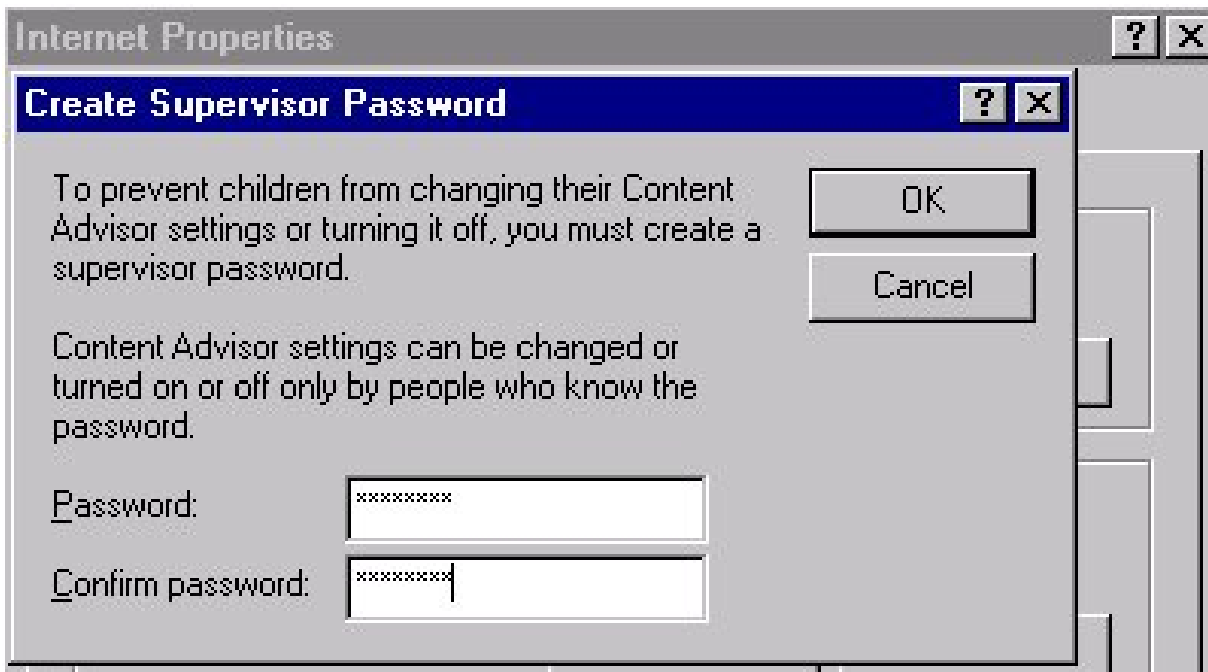 Internet Properties
Create Supervisor Password
To prevent children from changing their Content
Advisor settings or turning it off, you must create a
supervisor password.
OK
Cancel
Content Advisor settings can be changed or
turned on or off only by people who know the
password.
Password: ××××××××
Confirm password: ××××××××